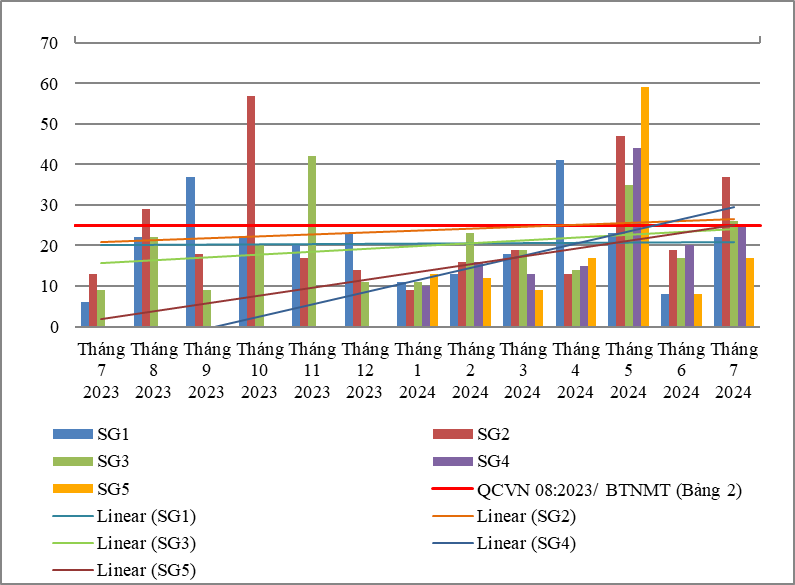 70
60
50
40
30
20
10
0
Tháng Tháng Tháng Tháng Tháng Tháng Tháng Tháng Tháng Tháng Tháng Tháng Tháng
7 8 9 10 11 12 1 2 3 4 5 6 7
2023 2023 2023 2023 2023 2023 2024 2024 2024 2024 2024 2024 2024
SG1 SG2
SG3 SG4
SG5 QCVN 08:2023/ BTNMT (Bảng 2)
Linear (SG1) Linear (SG2)
Linear (SG3) Linear (SG4)
Linear (SG5)